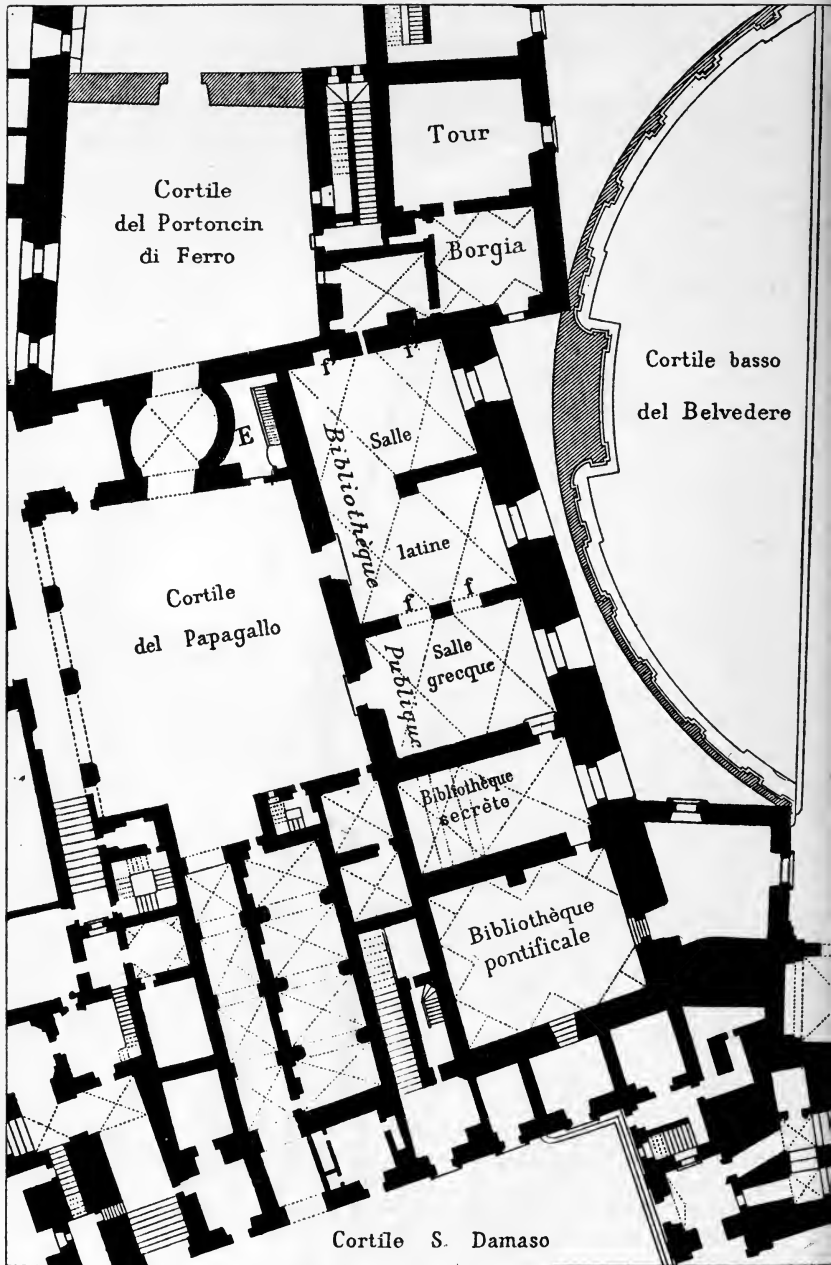 Tour
Cortile
del Portoncin
di Ferro
Borgia
Cortile basso
del Belvedere
f
f
E
Salle
Bibliothèque
latine
f
f
Cortile
del Papagallo
Salle
grecque
Publique
Bibliothèque
secrète
Bibliothèque
pontificale
Cortile S. Damaso